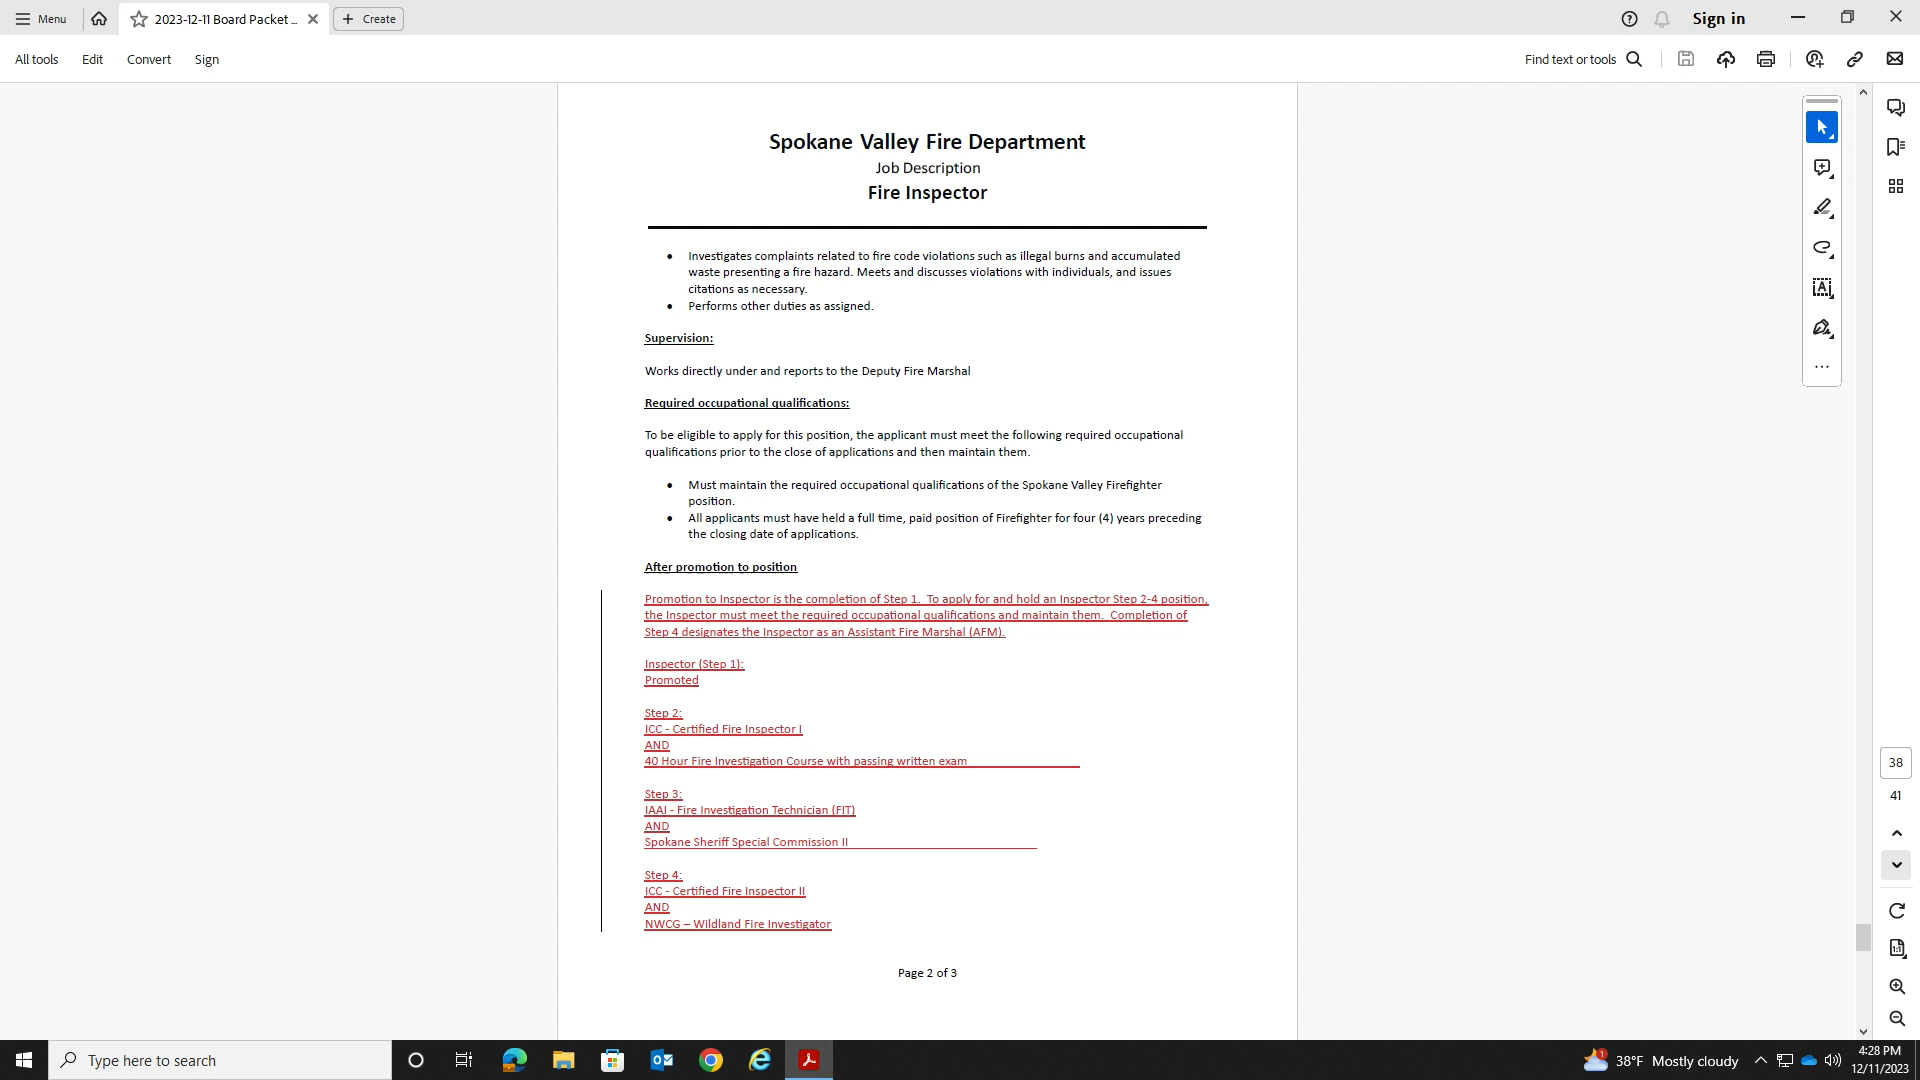 Menu
2023-12-11 Board Packet ...
Create
Sign in
All tools
Edit
Convert
Sign
Find text or tools
Spokane Valley Fire Department
Job Description
Fire Inspector
• Investigates complaints related to fire code violations such as illegal burns and accumulated
waste presenting a fire hazard. Meets and discusses violations with individuals, and issues
citations as necessary.
• Performs other duties as assigned.
Supervision:
Works directly under and reports to the Deputy Fire Marshal
Required occupational qualifications:
To be eligible to apply for this position, the applicant must meet the following required occupational
qualifications prior to the close of applications and then maintain them.
• Must maintain the required occupational qualifications of the Spokane Valley Firefighter
position.
• All applicants must have held a full time, paid position of Firefighter for four (4) years preceding
the closing date of applications.
After promotion to position
Promotion to Inspector is the completion of Step 1. To apply for and hold an Inspector Step 2-4 position,
the Inspector must meet the required occupational qualifications and maintain them. Completion of
Step 4 designates the Inspector as an Assistant Fire Marshal (AFM).
Inspector (Step 1):
Promoted
Step 2:
ICC - Certified Fire Inspector I
AND
40 Hour Fire Investigation Course with passing written exam
Step 3:
IAAI - Fire Investigation Technician (FIT)
AND
Spokane Sheriff Special Commission II
Step 4:
ICC - Certified Fire Inspector II
AND
NWCG – Wildland Fire Investigator
Page 2 of 3
38
41
Type here to search
38°F Mostly cloudy
4:28 PM
12/11/2023